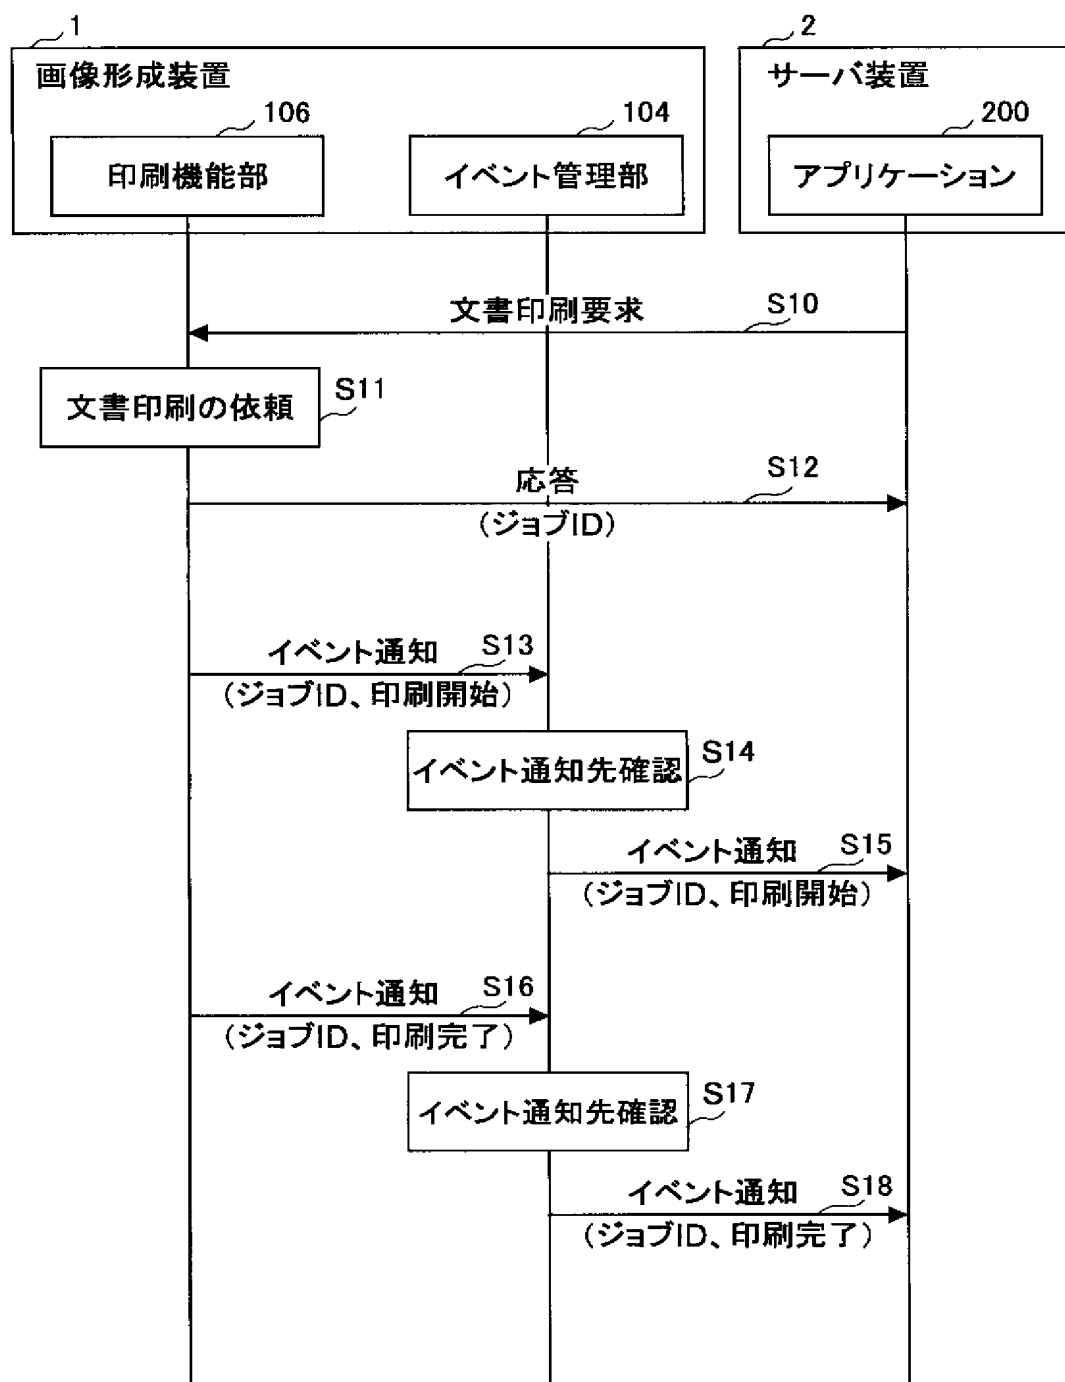 1
2
画像形成装置
サーバ装置
106
104
200
印刷機能部
イベント管理部
アプリケーション
文書印刷要求
S10
文書印刷の依頼
S11
応答
S12
(ジョブID)
イベント通知
S13
(ジョブID、印刷開始)
イベント通知先確認
S14
イベント通知
S15
(ジョブID、印刷開始)
イベント通知
S16
(ジョブID、印刷完了)
イベント通知先確認
S17
イベント通知
S18
(ジョブID、印刷完了)